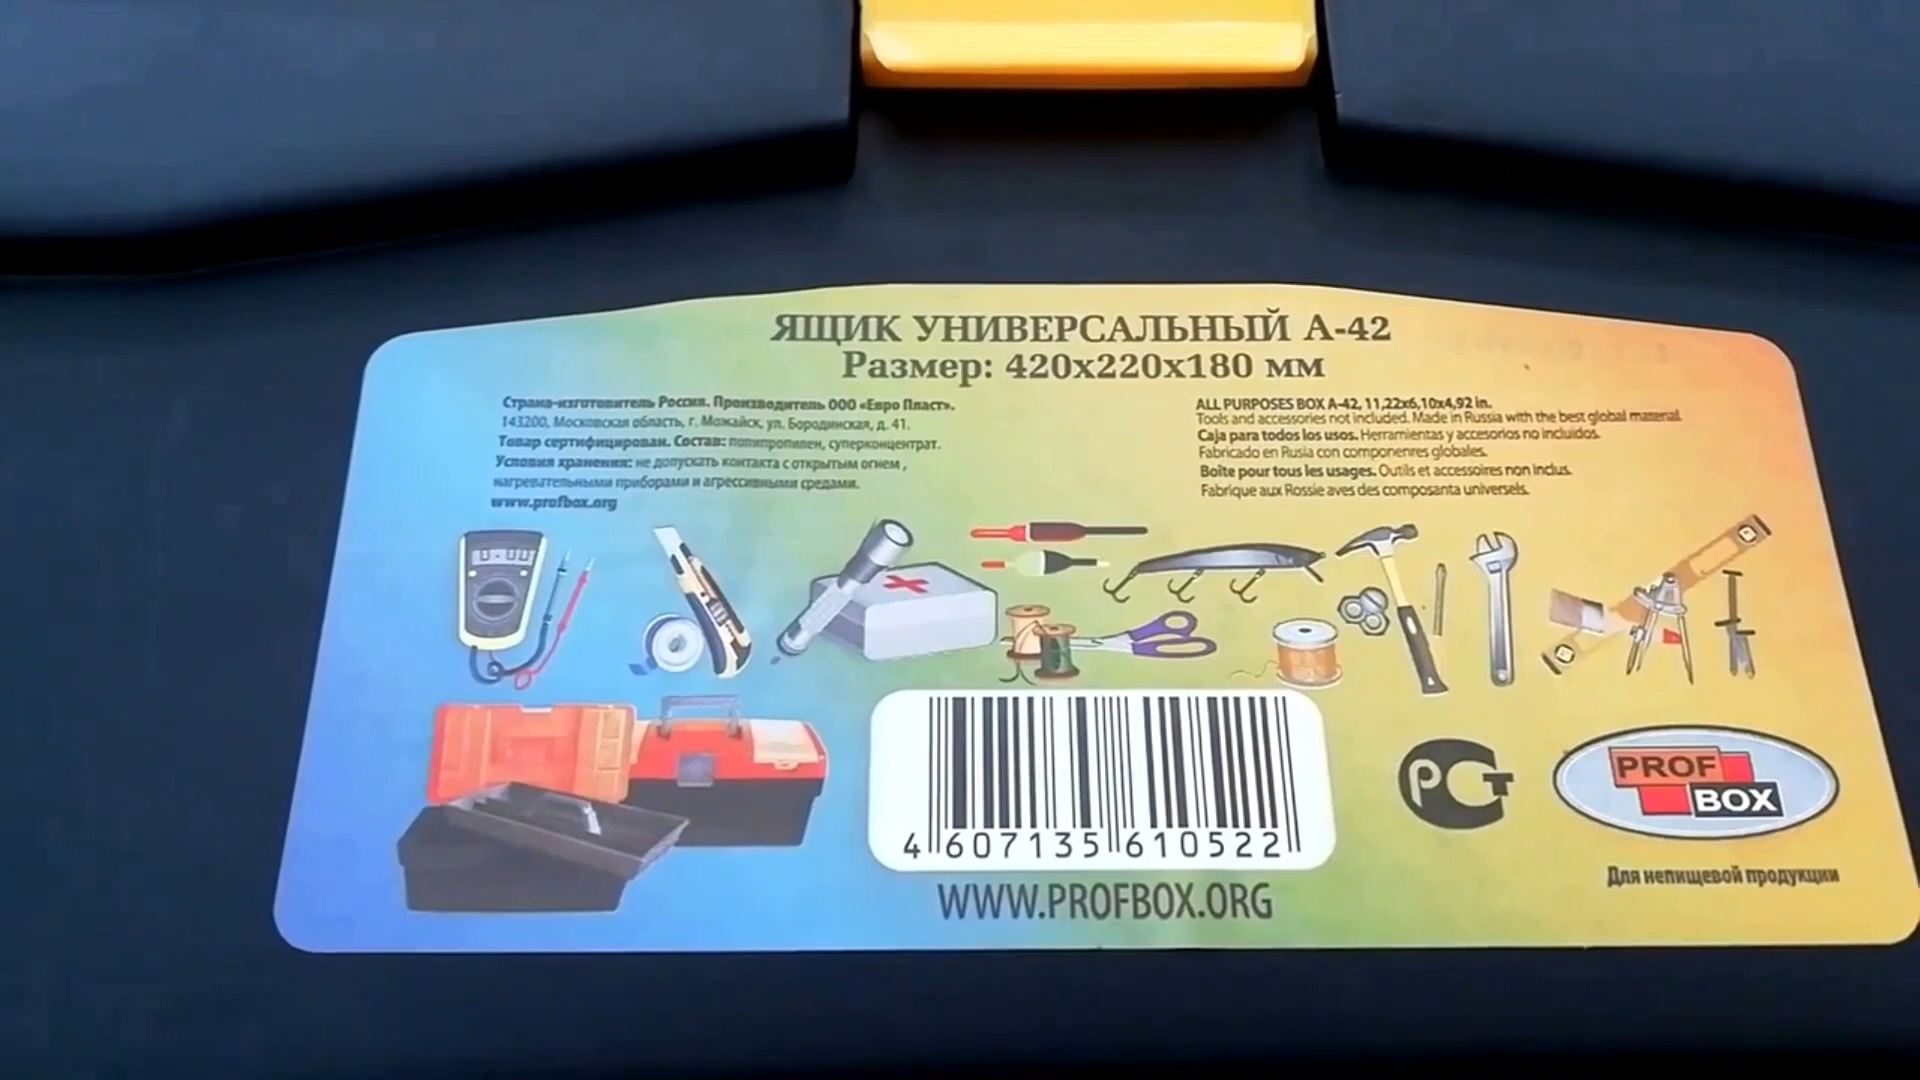 ЯЩИК УНИВЕРСАЛЬНЫЙ А-42
Размер: 420х220х180 мм
Страна-изготовитель Россия. Производитель ООО «Евро Пласт».
143200, Московская область, г. Можайск, ул. Бородинская, д. 41.
Товар сертифицирован. Состав: полипропилен, суперконцентрат.
Условия хранения: не допускать контакта с открытым огнем ,
нагревательными приборами и агрессивными средами.
www.profbox.org
ALL PURPOSES BOX A-42, 11,22x6,10x4,92 in.
Tools and accessories not included. Made in Russia with the best global material.
Caja para todos los usos. Herramientas y accesorios no incluidos.
Fabricado en Rusia con componenres globales.
Boîte pour tous les usages. Outils et accessoires non inclus.
Fabrique aux Rossie aves des composanta universels.
4 607135 610522
WWW.PROFBOX.ORG
РСТ
PROF
BOX
Для непищевой продукции